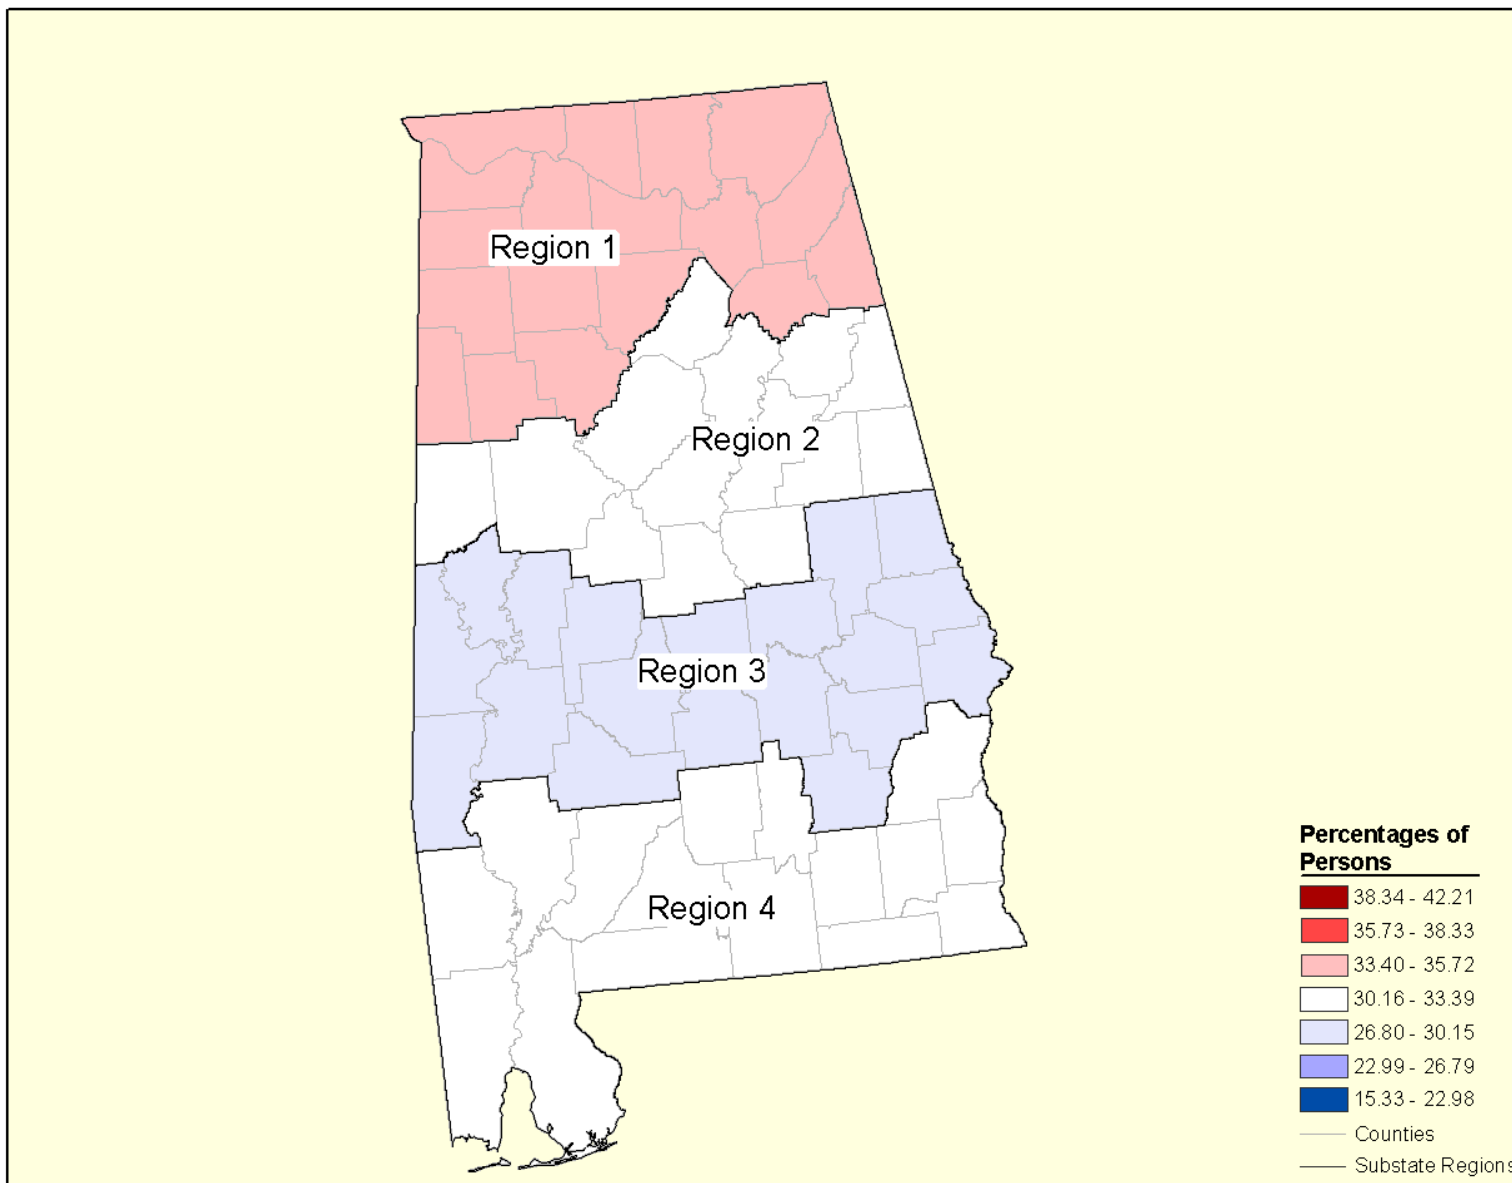 Region 1
Region 2
Region 3
Region 4
Percentages of
Persons
38.34 - 42.21
35.73 - 38.33
33.40 - 35.72
30.16 - 33.39
26.80 - 30.15
22.99 - 26.79
15.33 - 22.98
Counties
Substate Regions